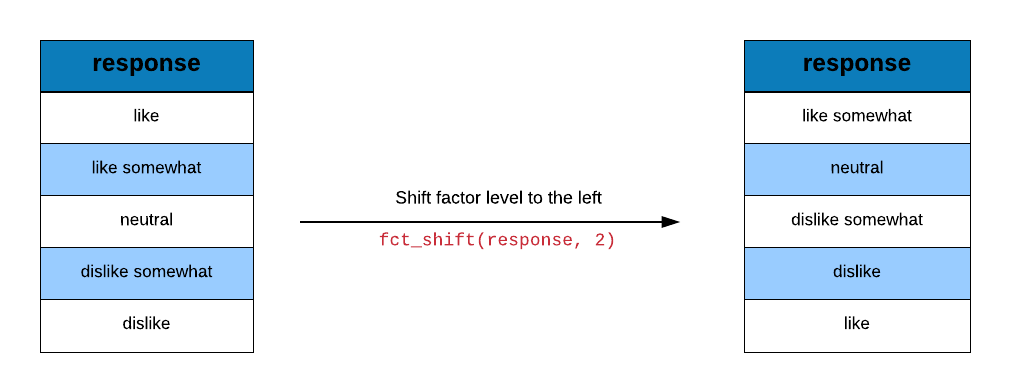 response
like
like somewhat
neutral
dislike somewhat
dislike
Shift factor level to the left
fct_shift(response, 2)
response
like somewhat
neutral
dislike somewhat
dislike
like